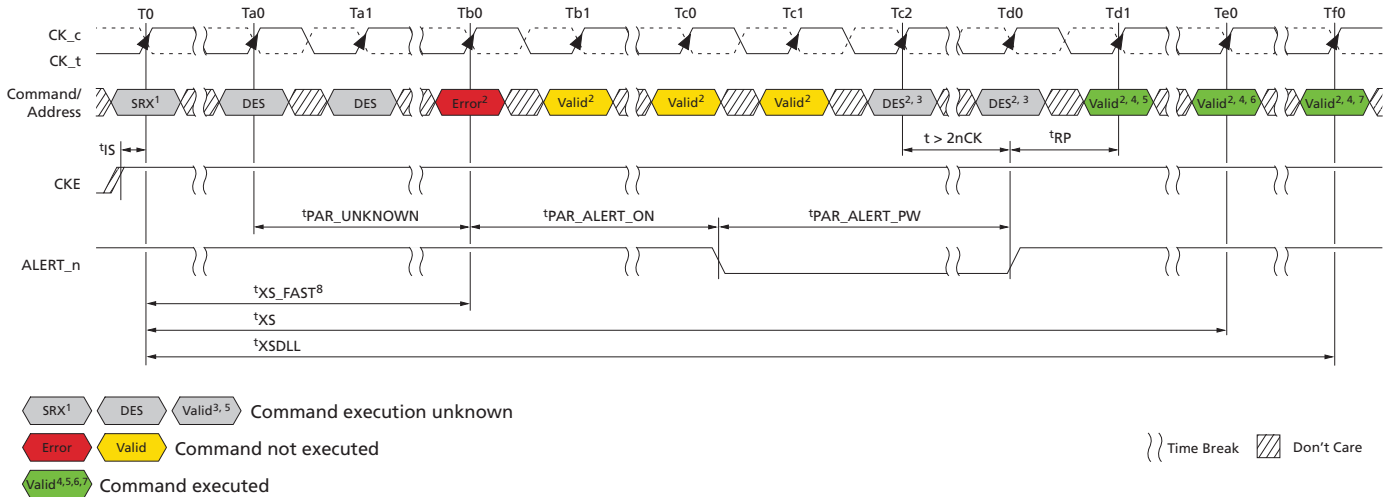 T0 Ta0 Ta1 Tb0 Tb1 Tc0 Tc1 Tc2 Td0 Td1 Te0 Tf0
CK_c
CK_t
Command/
Address
SRX1 DES DES Error2 Valid2 Valid2 Valid2 DES2, 3 DES2, 3 Valid2, 4, 5 Valid2, 4, 6 Valid2, 4, 7
tIS t > 2nCK tRP
CKE
tPAR_UNKNOWN tPAR_ALERT_ON tPAR_ALERT_PW
ALERT_n
tXS_FAST8
tXS
tXSDLL
SRX1 DES Valid3, 5 Command execution unknown
Error Valid Command not executed
Time Break Don't Care
Valid4,5,6,7 Command executed